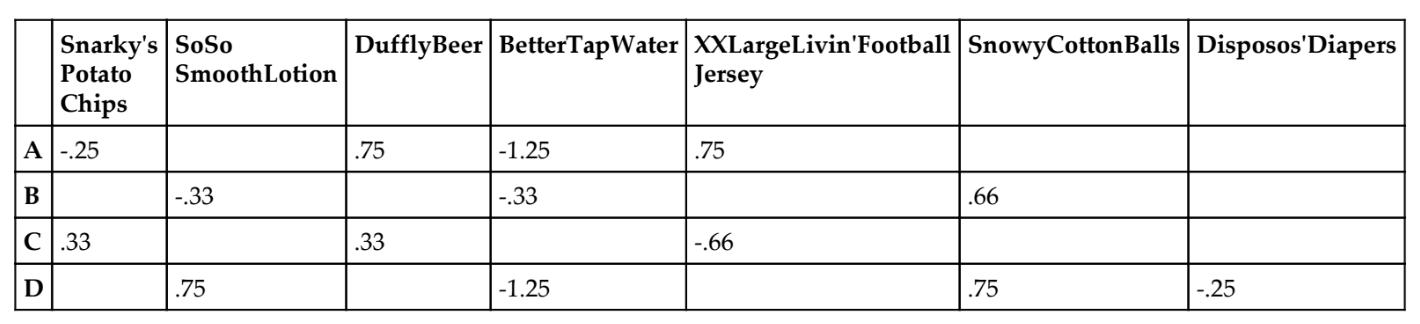 Snarky's Potato Chips SoSo SmoothLotion DufflyBeer BetterTapWater XXLargeLivin'Football Jersey SnowyCottonBalls Disposos'Diapers
A -.25 .75 -1.25 .75
B -.33 -.33 .66
C .33 .33 -.66
D .75 -1.25 .75 -.25